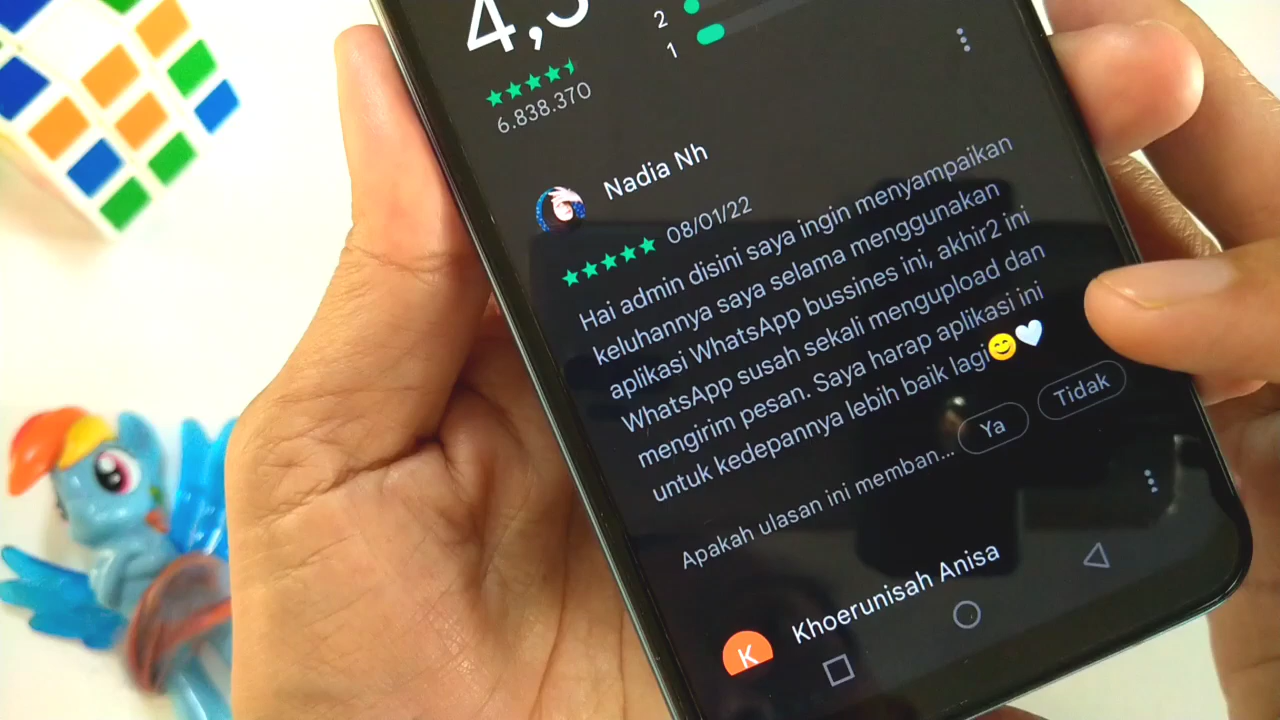 4,5
2
1
6.838.370
Nadia Nh
08/01/22
Hai admin disini saya ingin menyampaikan
keluhannya saya selama menggunakan
aplikasi WhatsApp bussines ini, akhir2 ini
WhatsApp susah sekali mengupload dan
mengirim pesan. Saya harap aplikasi ini
untuk kedepannya lebih baik lagi😊🤍
Apakah ulasan ini memban...
Ya
Tidak
K
Khoerunisah Anisa